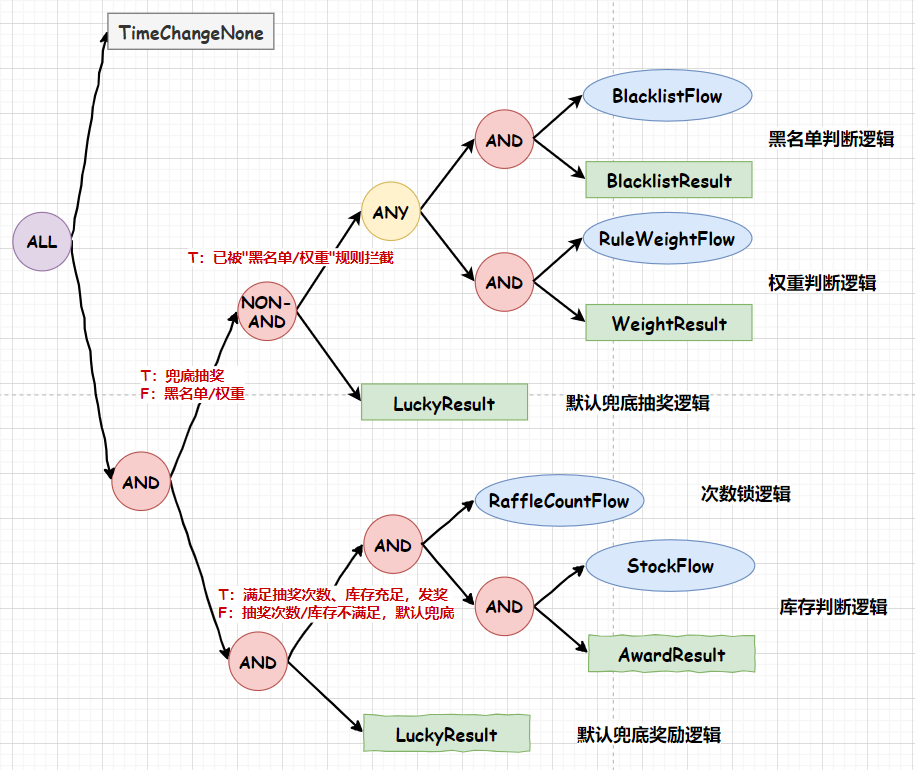 TimeChangeNone
BlacklistFlow
AND
黑名单判断逻辑
BlacklistResult
ANY
ALL
RuleWeightFlow
T：已被"黑名单/权重"规则拦截
AND
权重判断逻辑
NON-
AND
WeightResult
T：兜底抽奖
F：黑名单/权重
LuckyResult
默认兜底抽奖逻辑
AND
RaffleCountFlow
次数锁逻辑
AND
StockFlow
T：满足抽奖次数、库存充足，发奖
F：抽奖次数/库存不满足，默认兜底
AND
库存判断逻辑
AND
AwardResult
LuckyResult
默认兜底奖励逻辑